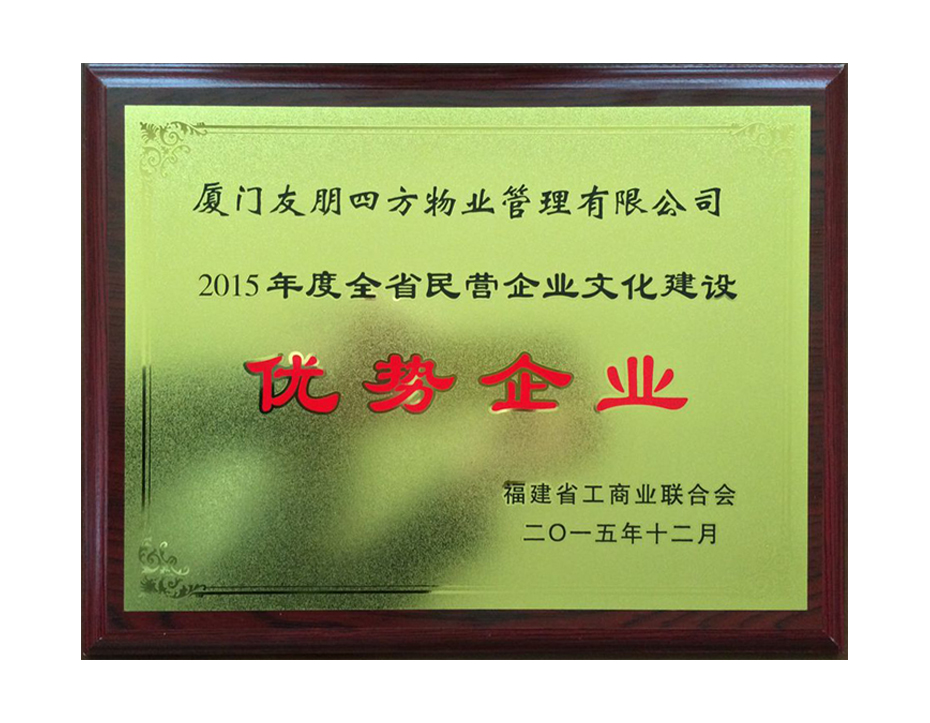 厦门友朋四方物业管理有限公司
2015年度全省民营企业文化建设
优势企业
福建省工商业联合会
二〇一五年十二月